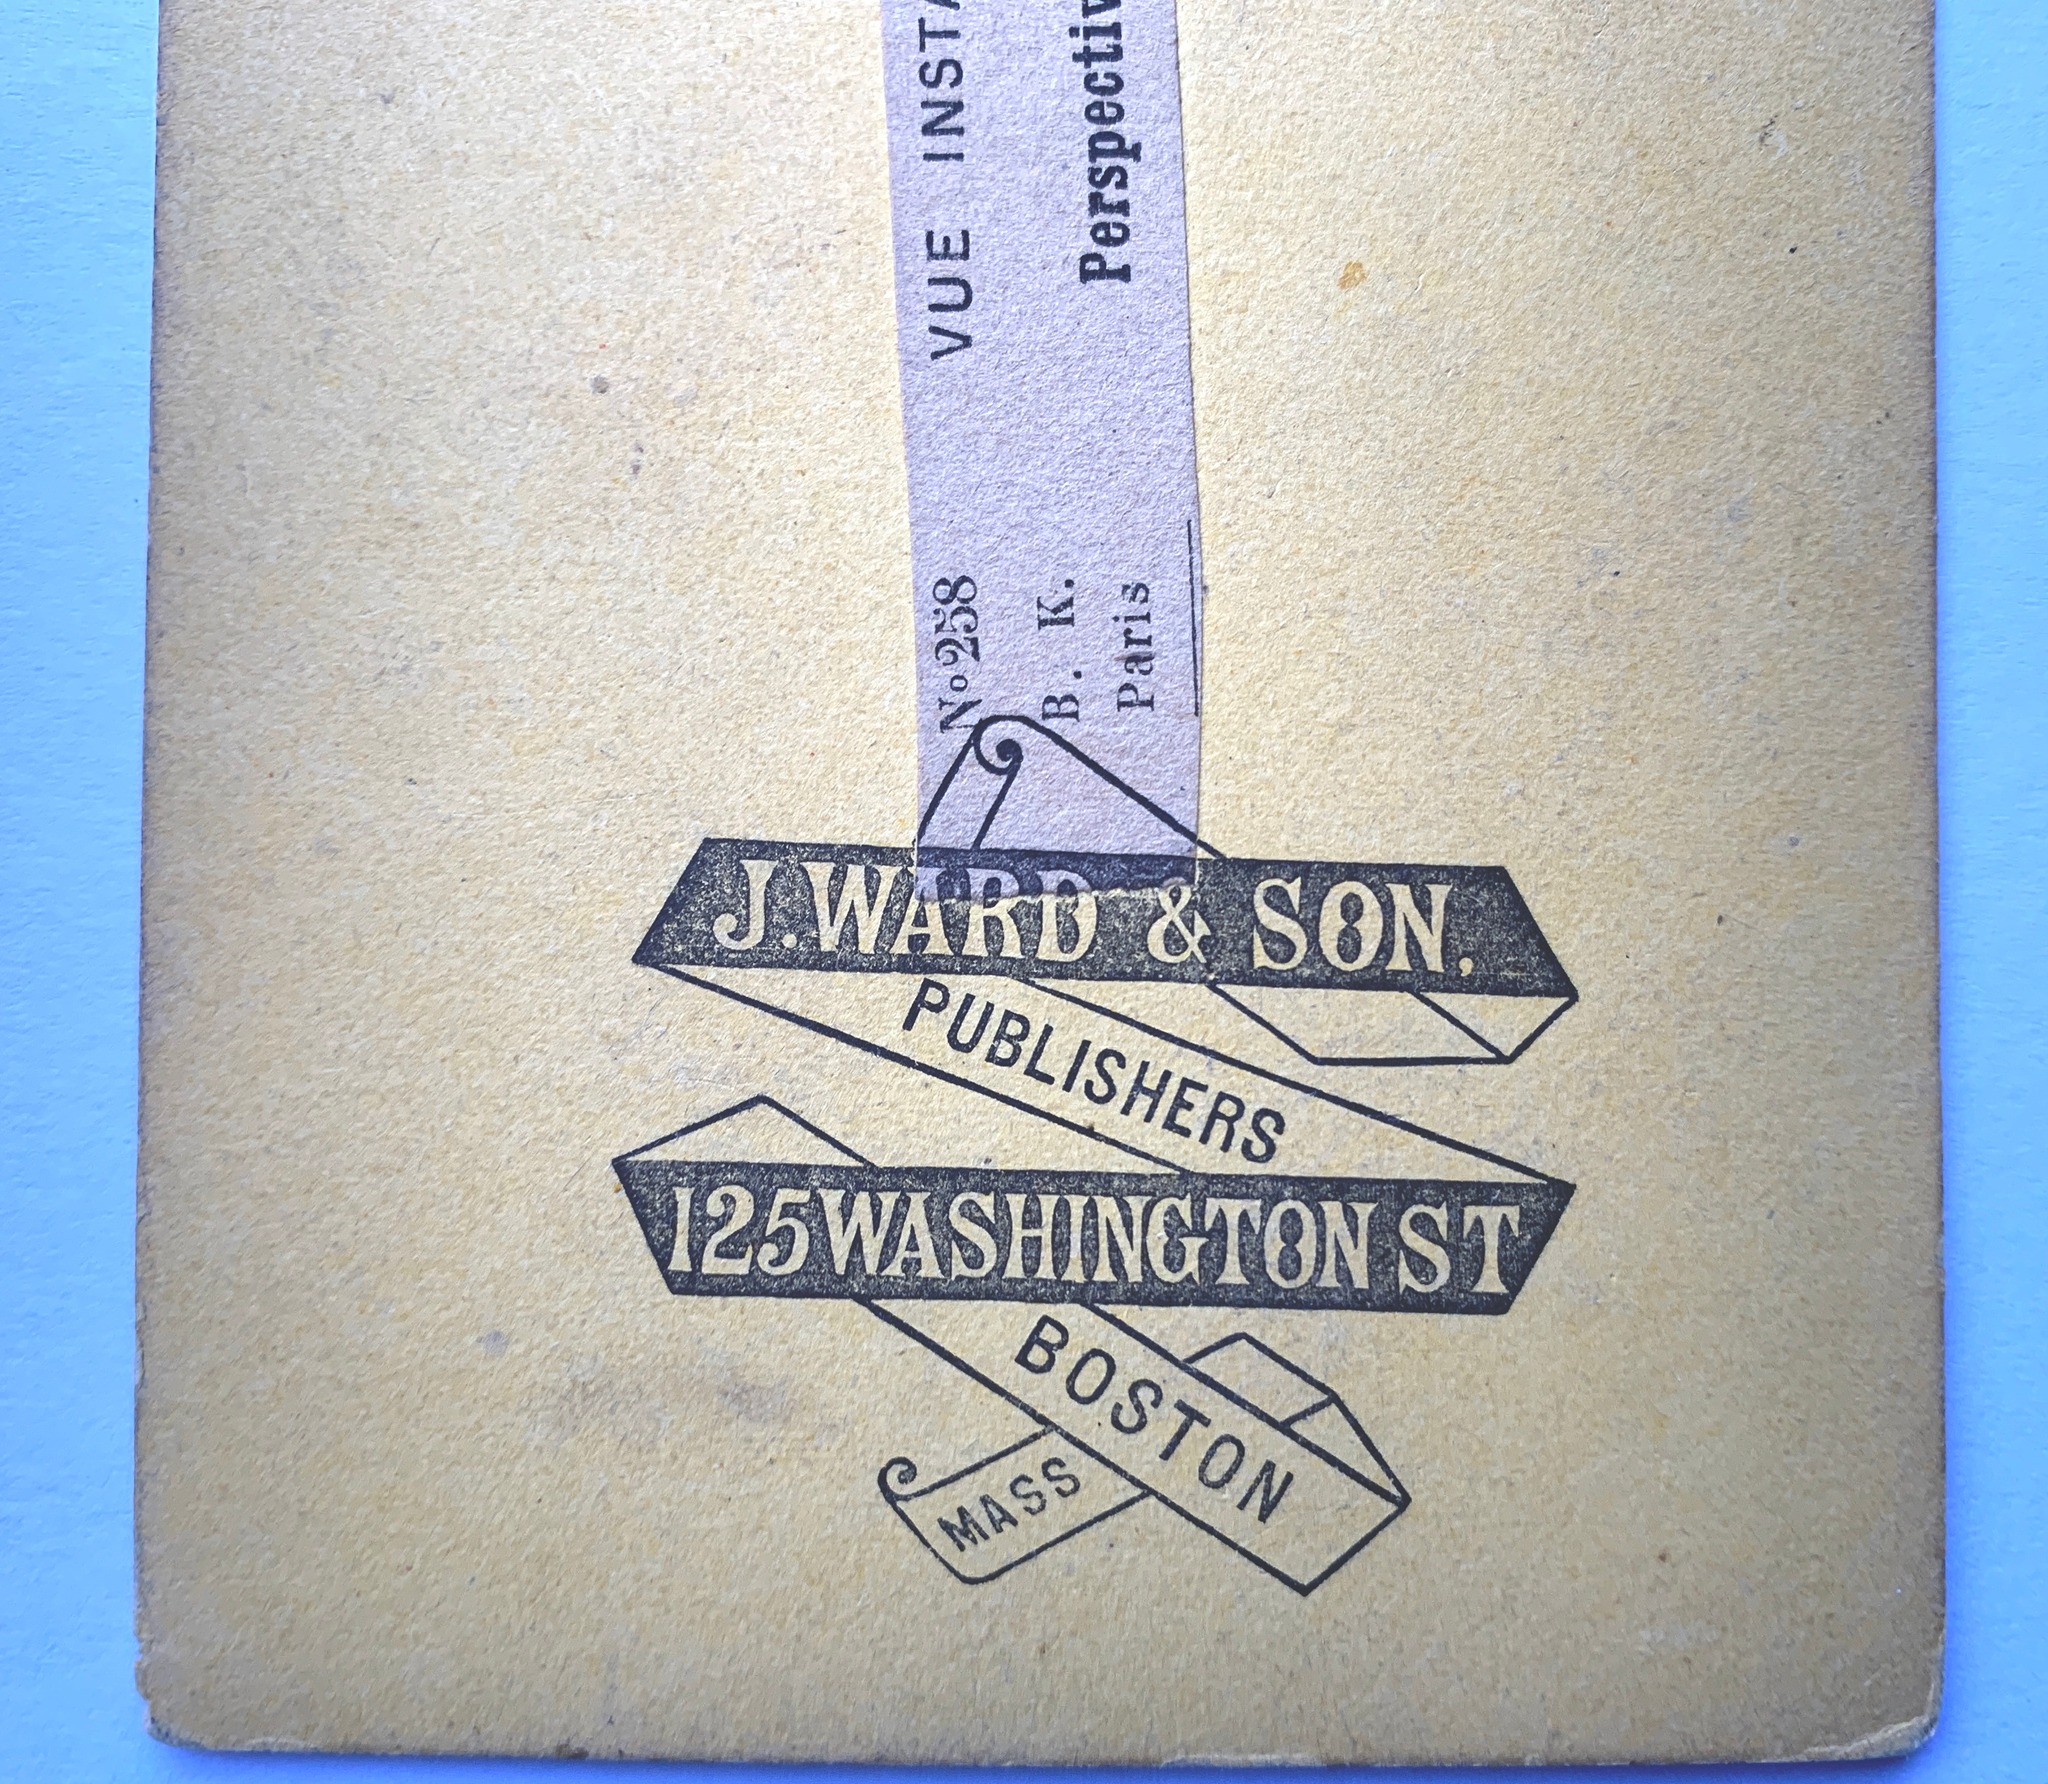 VUE INSTA
Perspectiv
No 258
B. K.
Paris
J. WARD & SON,
PUBLISHERS
125 WASHINGTON ST
BOSTON
MASS